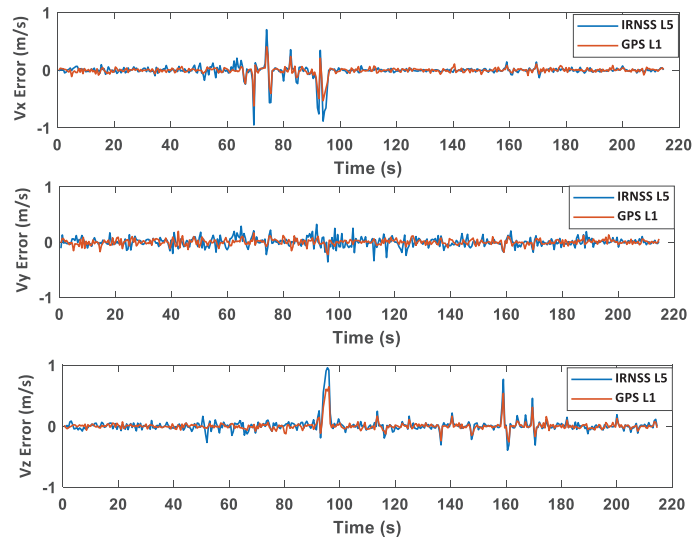 1
0
-1
Vx Error (m/s)
IRNSS L5
GPS L1
0 20 40 60 80 100 120 140 160 180 200 220
Time (s)
1
0
-1
Vy Error (m/s)
IRNSS L5
GPS L1
0 20 40 60 80 100 120 140 160 180 200 220
Time (s)
1
0
-1
Vz Error (m/s)
IRNSS L5
GPS L1
0 20 40 60 80 100 120 140 160 180 200 220
Time (s)